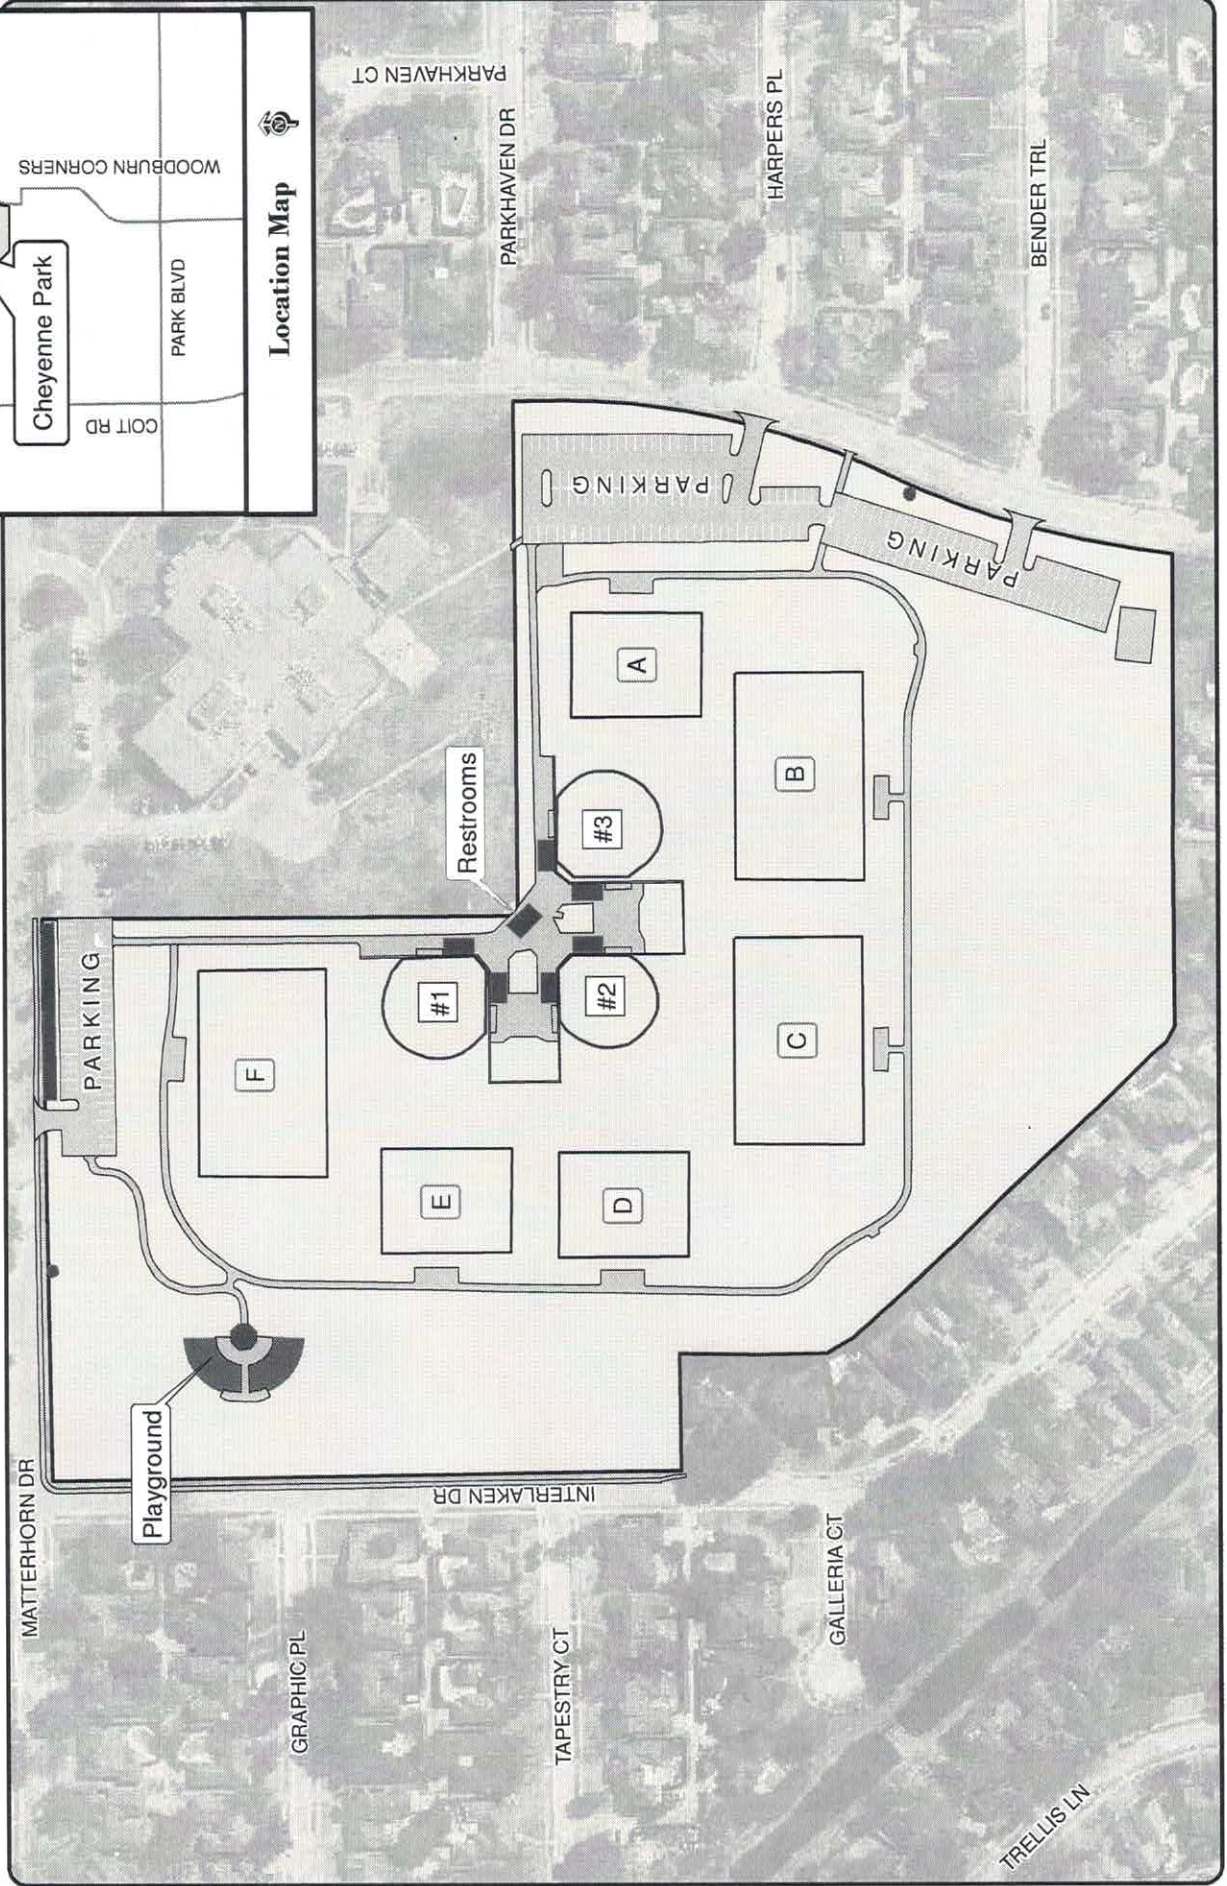 WOODBURN CORNERS
Cheyenne Park
PARK BLVD
COIT RD
Location Map
N
PARKHAVEN CT
PARKHAVEN DR
HARPERS PL
BENDER TRL
PARKING
PARKING
A
B
Restrooms
#3
PARKING
#1
#2
F
C
E
D
Playground
MATTERHORN DR
INTERLAKEN DR
GRAPHIC PL
TAPESTRY CT
GALLERIA CT
TRELLIS LN